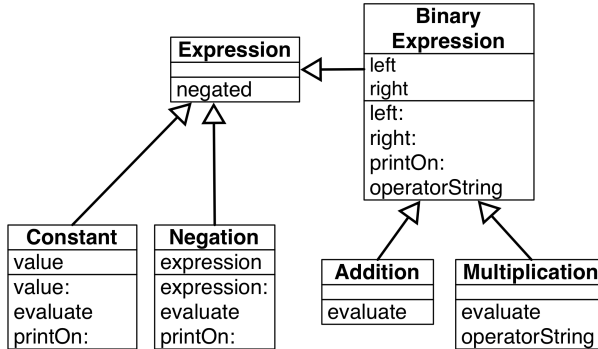 Expression
negated
Binary
Expression
left
right
left:
right:
printOn:
operatorString
Constant
value
value:
evaluate
printOn:
Negation
expression
expression:
evaluate
printOn:
Addition
evaluate
Multiplication
evaluate
operatorString